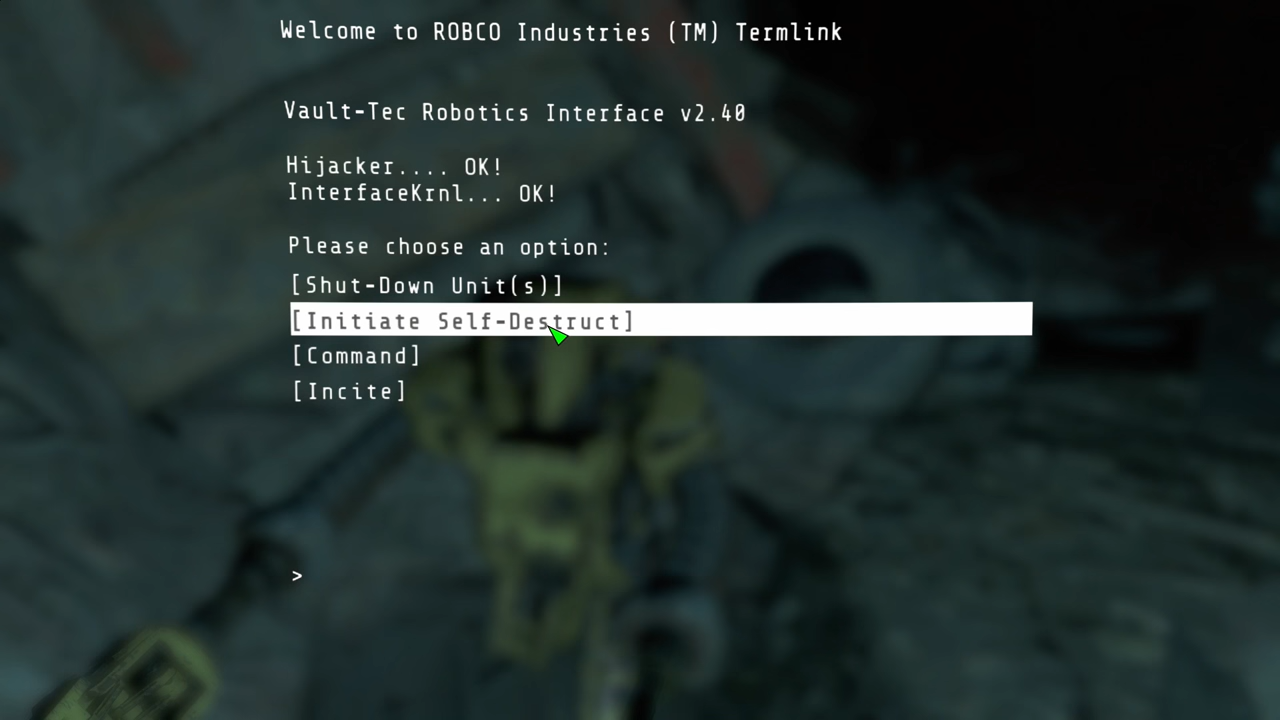 Welcome to ROBCO Industries (TM) Termlink
Vault-Tec Robotics Interface v2.40
Hijacker.... OK!
InterfaceKrnl... OK!
Please choose an option:
[Shut-Down Unit(s)]
[Initiate Self-Destruct]
[Command]
[Incite]
>